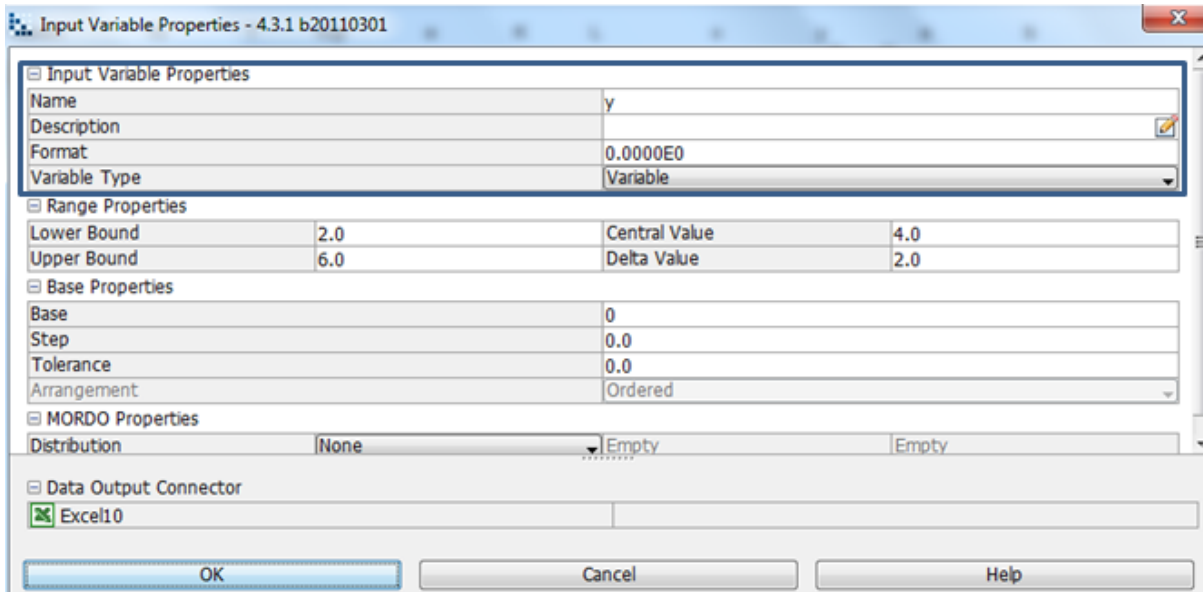 Input Variable Properties - 4.3.1 b20110301
Input Variable Properties
Name y
Description
Format 0.0000E0
Variable Type Variable
Range Properties
Lower Bound 2.0 Central Value 4.0
Upper Bound 6.0 Delta Value 2.0
Base Properties
Base 0
Step 0.0
Tolerance 0.0
Arrangement Ordered
MORDO Properties
Distribution None Empty Empty
Data Output Connector
Excel10
OK Cancel Help